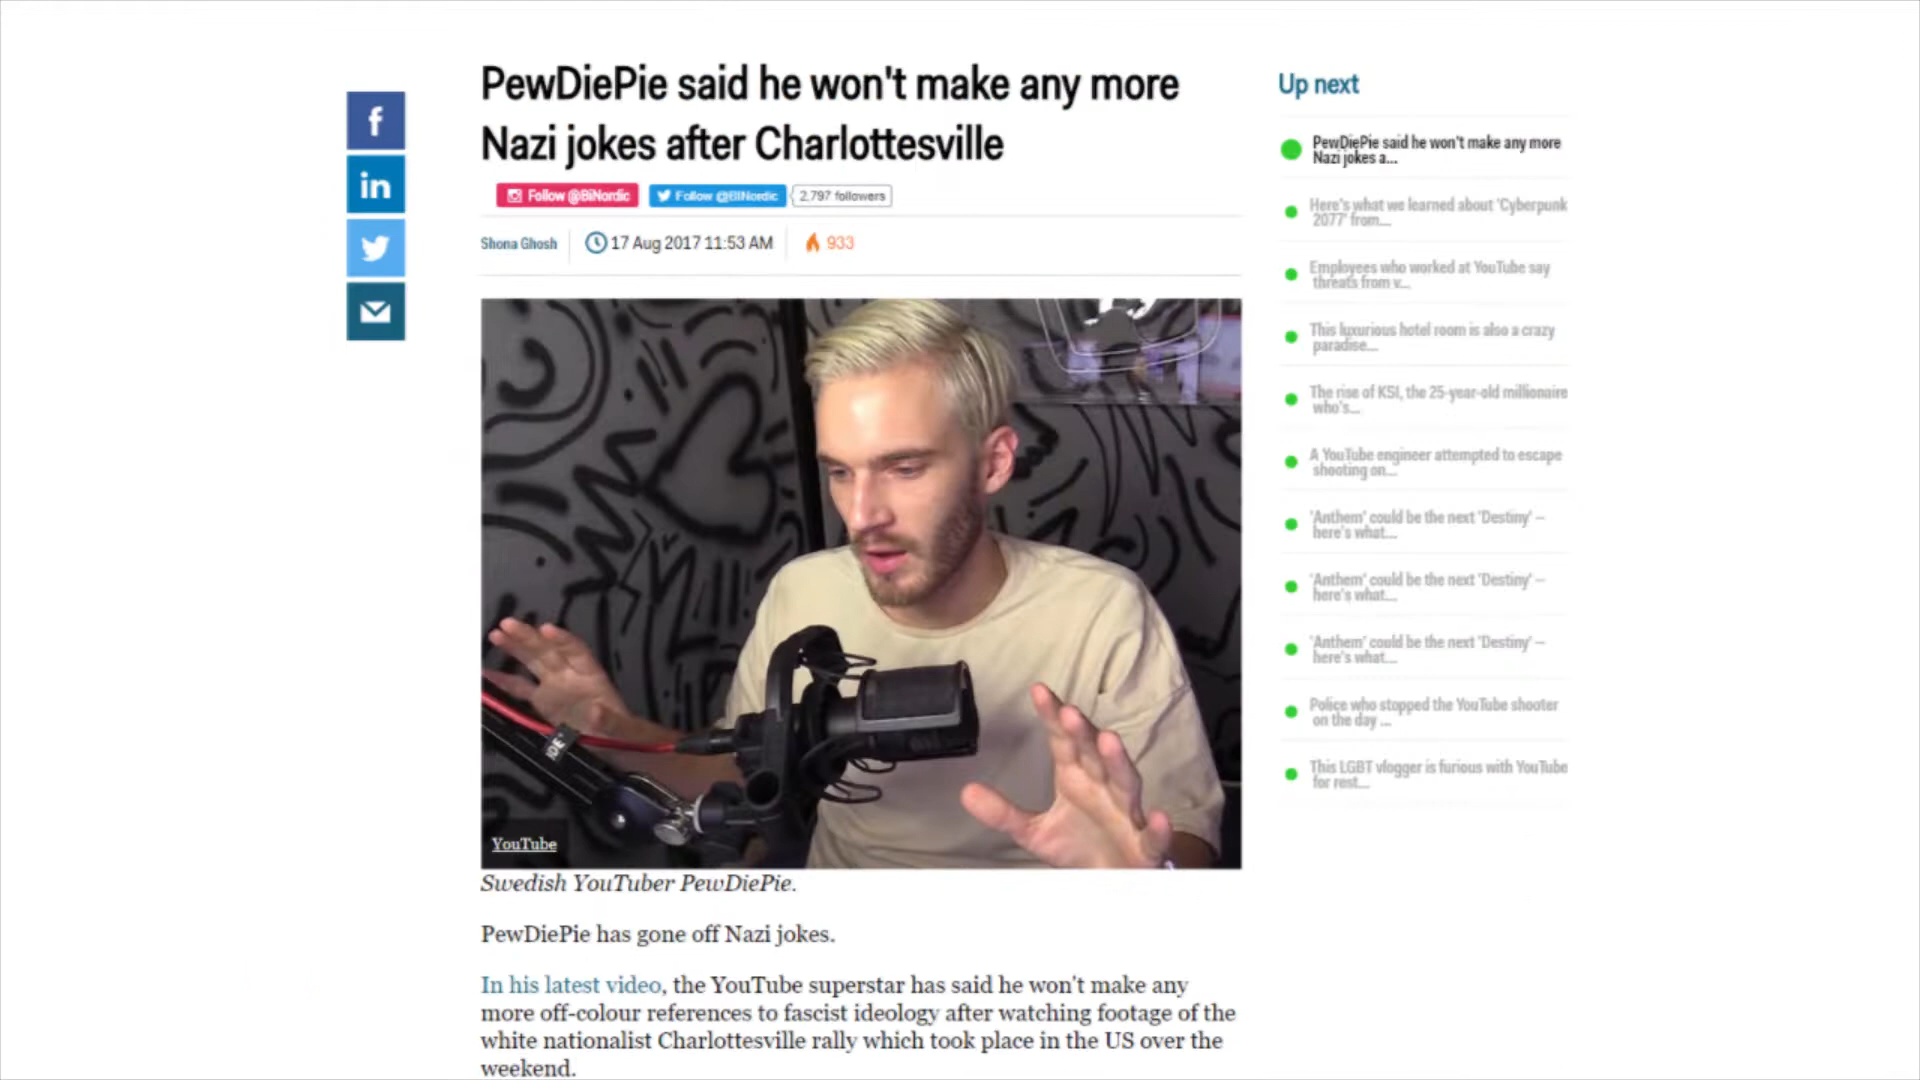 PewDiePie said he won't make any more
Nazi jokes after Charlottesville
Follow @BINordic
Follow @BINordic
2,797 followers
Shona Ghosh
17 Aug 2017 11:53 AM
933
YouTube
Swedish YouTuber PewDiePie.
PewDiePie has gone off Nazi jokes.
In his latest video, the YouTube superstar has said he won't make any
more off-colour references to fascist ideology after watching footage of the
white nationalist Charlottesville rally which took place in the US over the
weekend.
Up next
PewDiePie said he won't make any more
Nazi jokes a...
Here's what we learned about 'Cyberpunk
2077' from...
Employees who worked at YouTube say
threats from v...
This luxurious hotel room is also a crazy
paradise...
The rise of KSI, the 25-year-old millionaire
who's...
A YouTube engineer attempted to escape
shooting on...
'Anthem' could be the next 'Destiny' –
here's what...
'Anthem' could be the next 'Destiny' –
here's what...
'Anthem' could be the next 'Destiny' –
here's what...
Police who stopped the YouTube shooter
on the day ...
This LGBT vlogger is furious with YouTube
for rest...